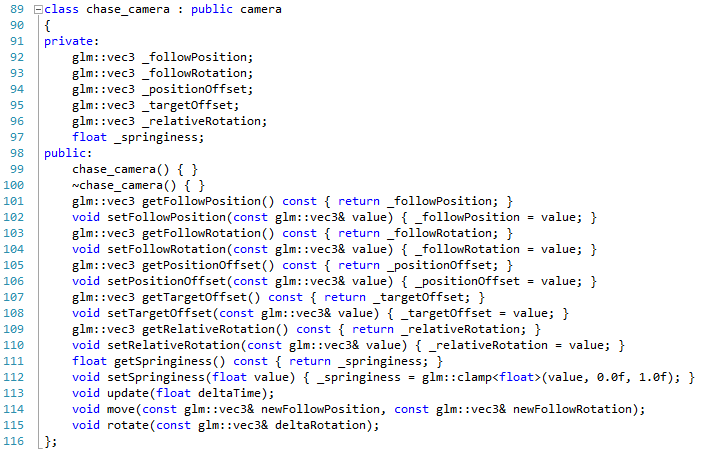 89 class chase_camera : public camera
90 {
91 private:
92 glm::vec3 _followPosition;
93 glm::vec3 _followRotation;
94 glm::vec3 _positionOffset;
95 glm::vec3 _targetOffset;
96 glm::vec3 _relativeRotation;
97 float _springiness;
98 public:
99 chase_camera() { }
100 ~chase_camera() { }
101 glm::vec3 getFollowPosition() const { return _followPosition; }
102 void setFollowPosition(const glm::vec3& value) { _followPosition = value; }
103 glm::vec3 getFollowRotation() const { return _followRotation; }
104 void setFollowRotation(const glm::vec3& value) { _followRotation = value; }
105 glm::vec3 getPositionOffset() const { return _positionOffset; }
106 void setPositionOffset(const glm::vec3& value) { _positionOffset = value; }
107 glm::vec3 getTargetOffset() const { return _targetOffset; }
108 void setTargetOffset(const glm::vec3& value) { _targetOffset = value; }
109 glm::vec3 getRelativeRotation() const { return _relativeRotation; }
110 void setRelativeRotation(const glm::vec3& value) { _relativeRotation = value; }
111 float getSpringiness() const { return _springiness; }
112 void setSpringiness(float value) { _springiness = glm::clamp<float>(value, 0.0f, 1.0f); }
113 void update(float deltaTime);
114 void move(const glm::vec3& newFollowPosition, const glm::vec3& newFollowRotation);
115 void rotate(const glm::vec3& deltaRotation);
116 };